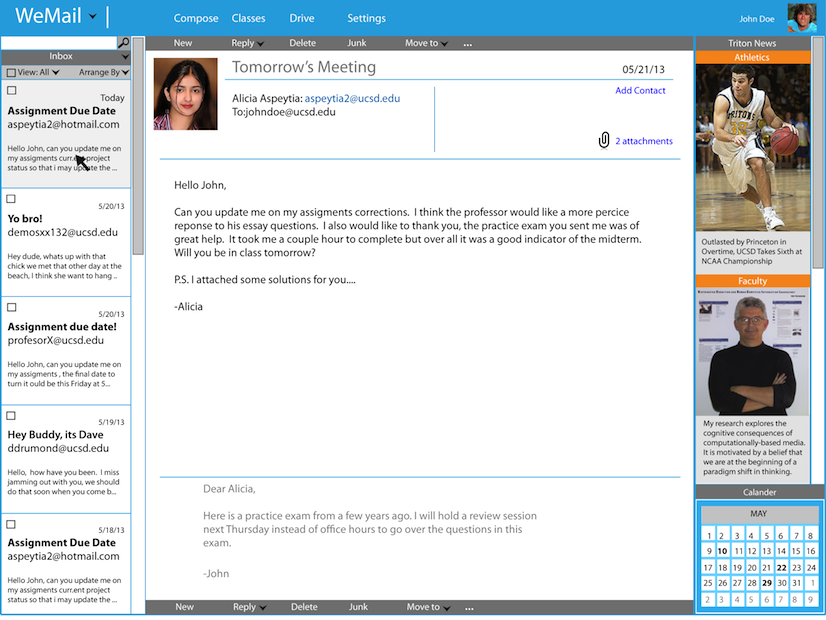 WeMail
Compose Classes Drive Settings
John Doe
Inbox
View: All Arrange By
Today
Assignment Due Date
aspeytia2@hotmail.com
Hello John, can you update me on
my assigments curr.ent project
status so that i may update the ...
5/20/13
Yo bro!
demosxx132@ucsd.edu
Hey dude, whats up with that
chick we met that other day at the
beach, I think she want to hang ..
5/20/13
Assignment due date!
profesorX@ucsd.edu
Hello John, can you update me on
my assigments , the final date to
turn it ould be this Friday at 5...
5/19/13
Hey Buddy, its Dave
ddrumond@ucsd.edu
Hello, how have you been. I miss
jamming out with you, we should
do that soon when you come b...
5/18/13
Assignment Due Date
aspeytia2@hotmail.com
Hello John, can you update me on
my assigments curr.ent project
status so that i may update the ...
New Reply Delete Junk Move to ...
Tomorrow's Meeting
05/21/13
Alicia Aspeytia: aspeytia2@ucsd.edu
To:johndoe@ucsd.edu
Add Contact
2 attachments
Hello John,
Can you update me on my assigments corrections. I think the professor would like a more percice
reponse to his essay questions. I also would like to thank you, the practice exam you sent me was of
great help. It took me a couple hour to complete but over all it was a good indicator of the midterm.
Will you be in class tomorrow?
P.S. I attached some solutions for you....
-Alicia
Dear Alicia,
Here is a practice exam from a few years ago. I will hold a review session
next Thursday instead of office hours to go over the questions in this
exam.
-John
New Reply Delete Junk Move to ...
Triton News
Athletics
TRITONS
Outlasted by Princeton in
Overtime, UCSD Takes Sixth at
NCAA Championship
Faculty
My research explores the
cognitive consequences of
computationally-based media.
It is motivated by a belief that
we are at the beginning of a
paradigm shift in thinking.
Calander
MAY
1 2 3 4 5 6 7 8
9 10 11 12 13 14 15 16
17 18 19 20 21 22 23 24
25 26 27 28 29 30 31 1
2 3 4 5 6 7 8 9